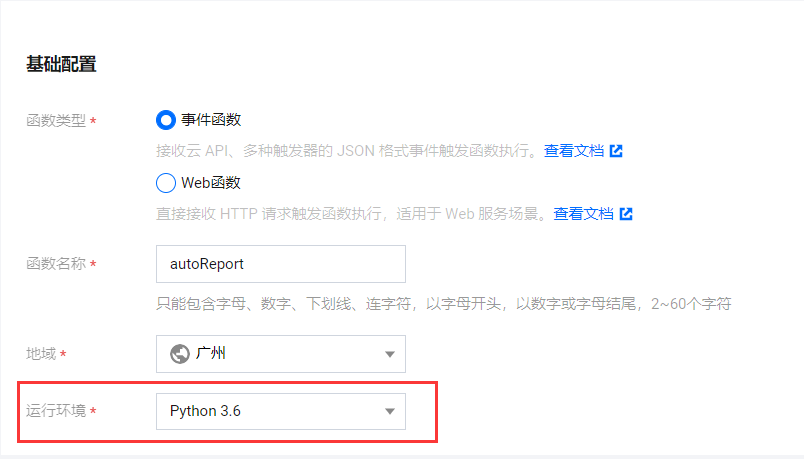 基础配置
函数类型 * 事件函数
接收云 API、多种触发器的 JSON 格式事件触发函数执行。查看文档
Web函数
直接接收 HTTP 请求触发函数执行，适用于 Web 服务场景。查看文档
函数名称 * autoReport
只能包含字母、数字、下划线、连字符，以字母开头，以数字或字母结尾，2~60个字符
地域 * 广州
运行环境 * Python 3.6